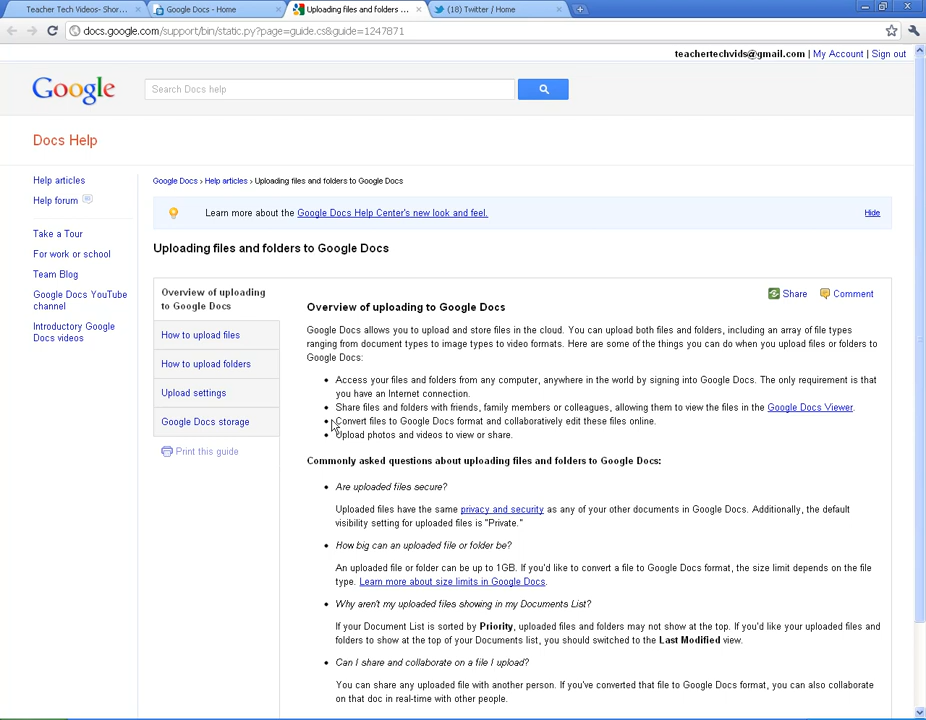 Teacher Tech Videos- Shor...
Google Docs - Home
Uploading files and folders ...
(18) Twitter / Home
docs.google.com/support/bin/static.py?page=guide.cs&guide=1247871
teachertechvids@gmail.com | My Account | Sign out
Google
Search Docs help
Docs Help
Help articles
Help forum
Take a Tour
For work or school
Team Blog
Google Docs YouTube
channel
Introductory Google
Docs videos
Google Docs › Help articles › Uploading files and folders to Google Docs
Learn more about the Google Docs Help Center's new look and feel.
Hide
Uploading files and folders to Google Docs
Overview of uploading
to Google Docs
How to upload files
How to upload folders
Upload settings
Google Docs storage
Print this guide
Share
Comment
Overview of uploading to Google Docs
Google Docs allows you to upload and store files in the cloud. You can upload both files and folders, including an array of file types
ranging from document types to image types to video formats. Here are some of the things you can do when you upload files or folders to
Google Docs:
• Access your files and folders from any computer, anywhere in the world by signing into Google Docs. The only requirement is that
you have an Internet connection.
• Share files and folders with friends, family members or colleagues, allowing them to view the files in the Google Docs Viewer.
• Convert files to Google Docs format and collaboratively edit these files online.
• Upload photos and videos to view or share.
Commonly asked questions about uploading files and folders to Google Docs:
• Are uploaded files secure?
Uploaded files have the same privacy and security as any of your other documents in Google Docs. Additionally, the default
visibility setting for uploaded files is "Private."
• How big can an uploaded file or folder be?
An uploaded file or folder can be up to 1GB. If you'd like to convert a file to Google Docs format, the size limit depends on the file
type. Learn more about size limits in Google Docs.
• Why aren't my uploaded files showing in my Documents List?
If your Document List is sorted by Priority, uploaded files and folders may not show at the top. If you'd like your uploaded files and
folders to show at the top of your Documents list, you should switched to the Last Modified view.
• Can I share and collaborate on a file I upload?
You can share any uploaded file with another person. If you've converted that file to Google Docs format, you can also collaborate
on that doc in real-time with other people.